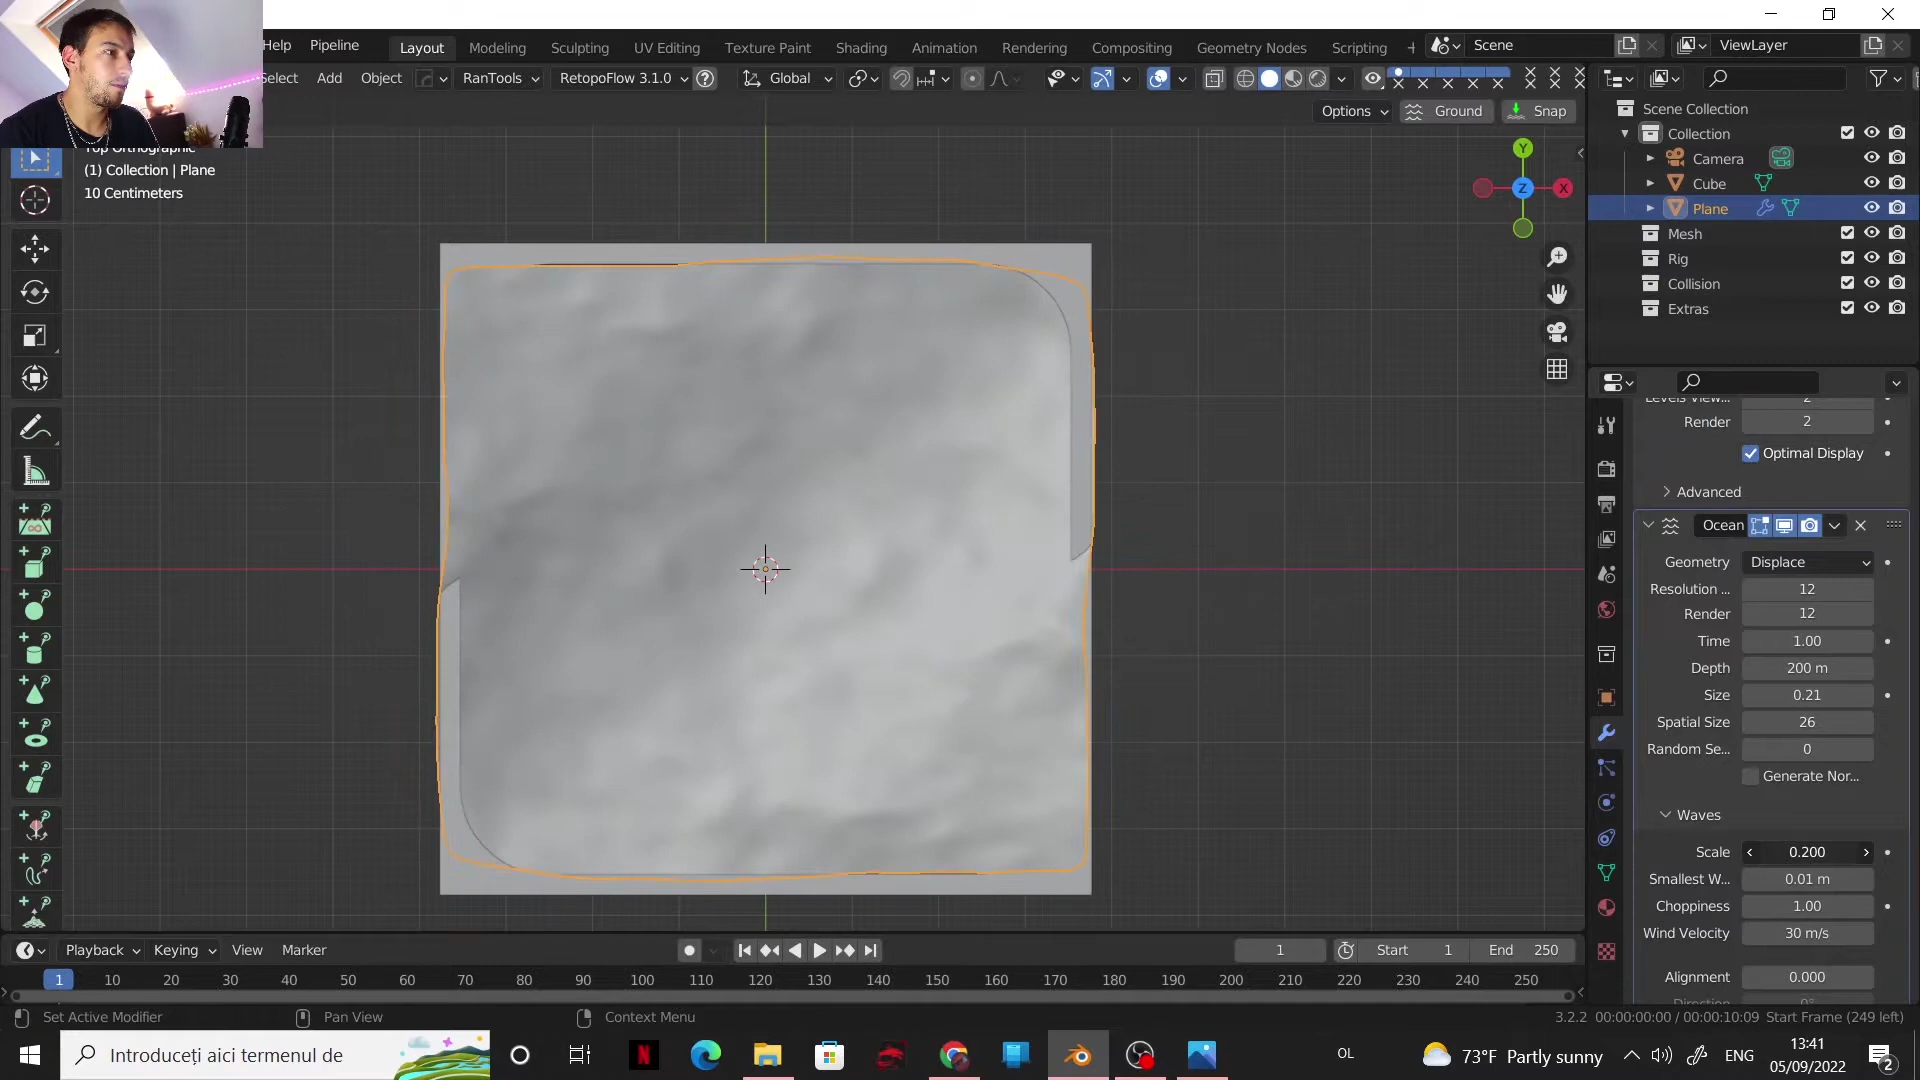 Help Pipeline Layout Modeling Sculpting UV Editing Texture Paint Shading Animation Rendering Compositing Geometry Nodes Scripting + Scene ViewLayer
Select Add Object RanTools RetopoFlow 3.1.0 Global
Options Ground Snap
Top Orthographic
(1) Collection | Plane
10 Centimeters
Y
X
Z
Scene Collection
Collection
Camera
Cube
Plane
Mesh
Rig
Collision
Extras
Levels View... 2
Render 2
Optimal Display
Advanced
Ocean
Geometry Displace
Resolution ... 12
Render 12
Time 1.00
Depth 200 m
Size 0.21
Spatial Size 26
Random Se... 0
Generate Nor...
Waves
Scale 0.200
Smallest W... 0.01 m
Choppiness 1.00
Wind Velocity 30 m/s
Alignment 0.000
Direction 0°
Playback Keying View Marker 1 Start 1 End 250
1 10 20 30 40 50 60 70 80 90 100 110 120 130 140 150 160 170 180 190 200 210 220 230 240 250
Set Active Modifier Pan View Context Menu 3.2.2 00:00:00:00 / 00:00:10:09 Start Frame (249 left)
Introduceți aici termenul de N OL 73°F Partly sunny ENG 13:41
05/09/2022 2